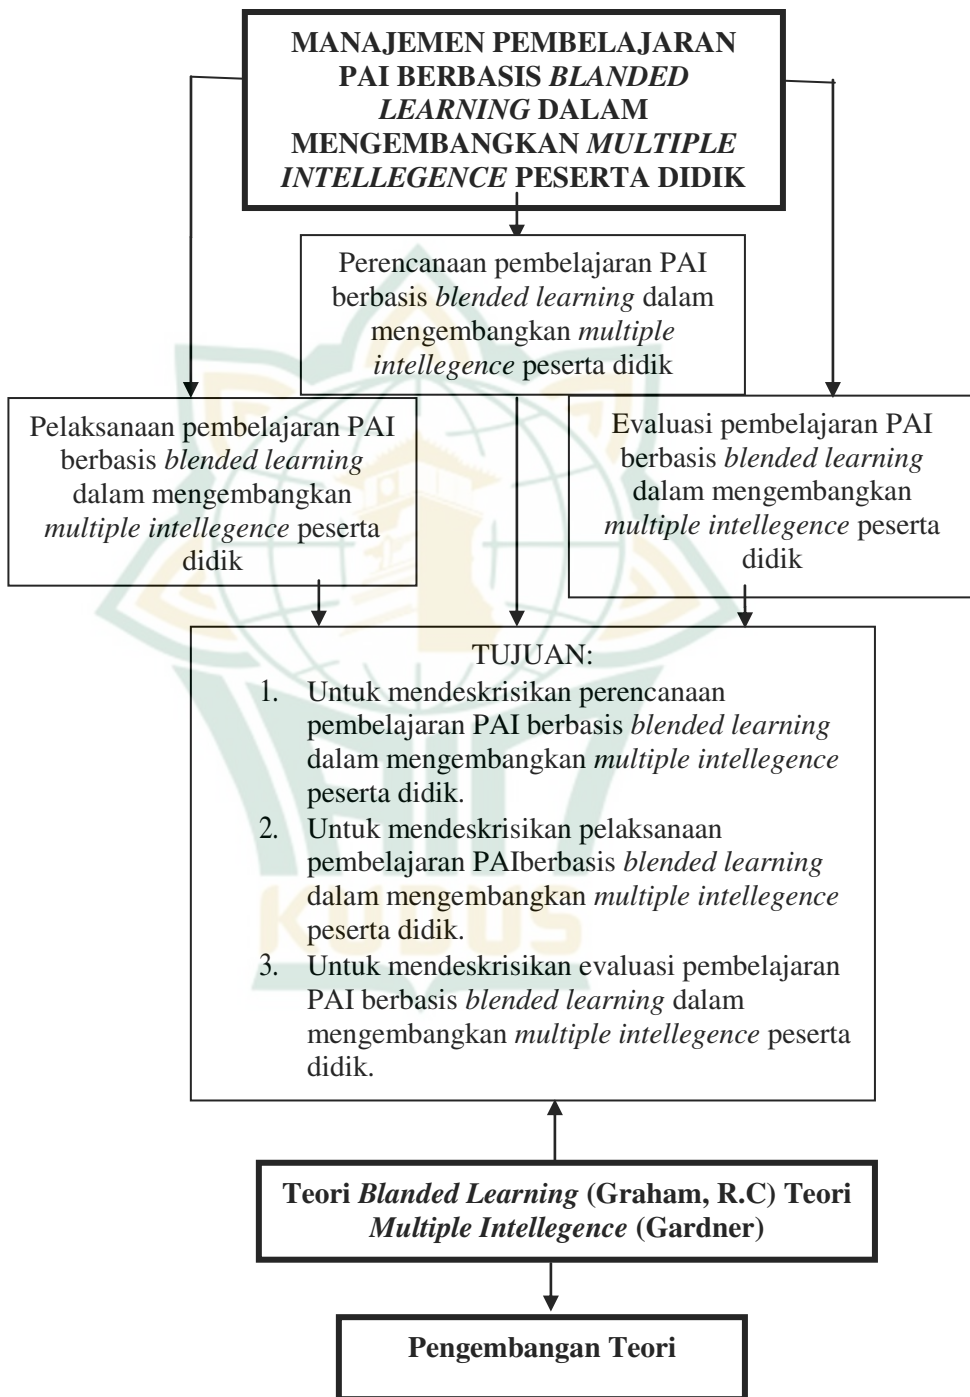 MANAJEMEN PEMBELAJARAN
PAI BERBASIS BLANDED
LEARNING DALAM
MENGEMBANGKAN MULTIPLE
INTELLEGENCE PESERTA DIDIK
Perencanaan pembelajaran PAI
berbasis blended learning dalam
mengembangkan multiple
intellegence peserta didik
Pelaksanaan pembelajaran PAI
berbasis blended learning
dalam mengembangkan
multiple intellegence peserta
didik
Evaluasi pembelajaran PAI
berbasis blended learning
dalam mengembangkan
multiple intellegence peserta
didik
TUJUAN:
1. Untuk mendeskrisikan perencanaan
pembelajaran PAI berbasis blended learning
dalam mengembangkan multiple intellegence
peserta didik.
2. Untuk mendeskrisikan pelaksanaan
pembelajaran PAIberbasis blended learning
dalam mengembangkan multiple intellegence
peserta didik.
3. Untuk mendeskrisikan evaluasi pembelajaran
PAI berbasis blended learning dalam
mengembangkan multiple intellegence peserta
didik.
KUDUS
Teori Blanded Learning (Graham, R.C) Teori
Multiple Intellegence (Gardner)
Pengembangan Teori